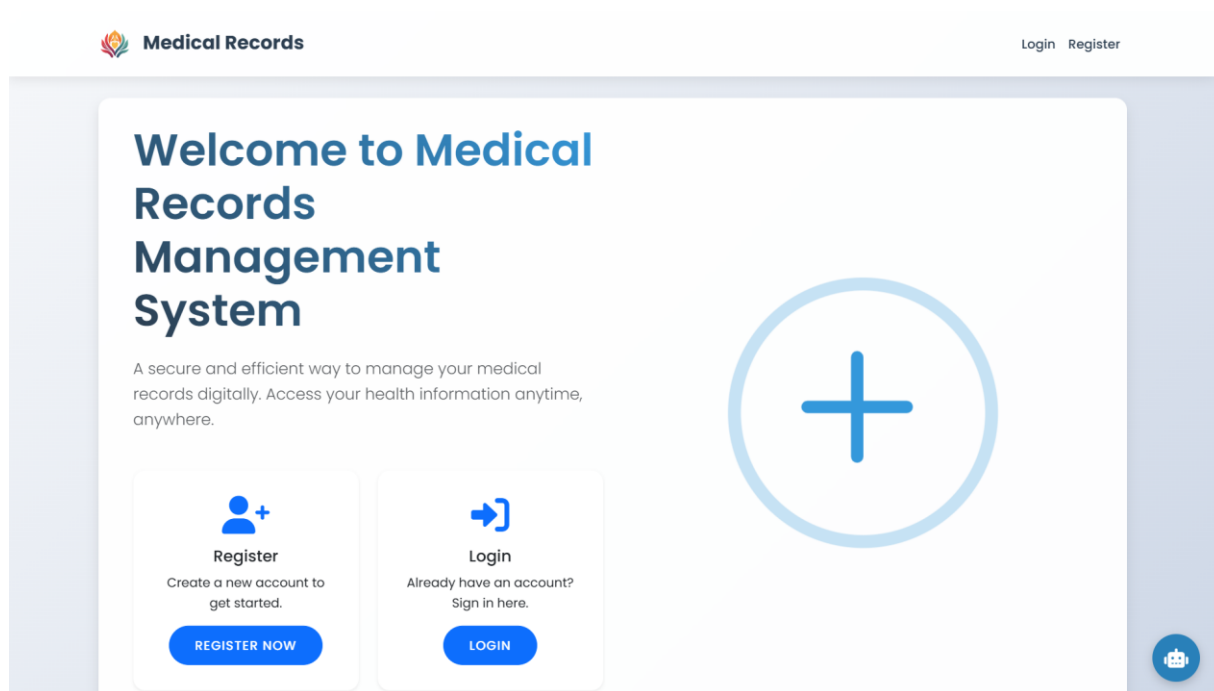 Medical Records
Login Register
Welcome to Medical
Records
Management
System
A secure and efficient way to manage your medical
records digitally. Access your health information anytime,
anywhere.
Register
Create a new account to
get started.
REGISTER NOW
Login
Already have an account?
Sign in here.
LOGIN